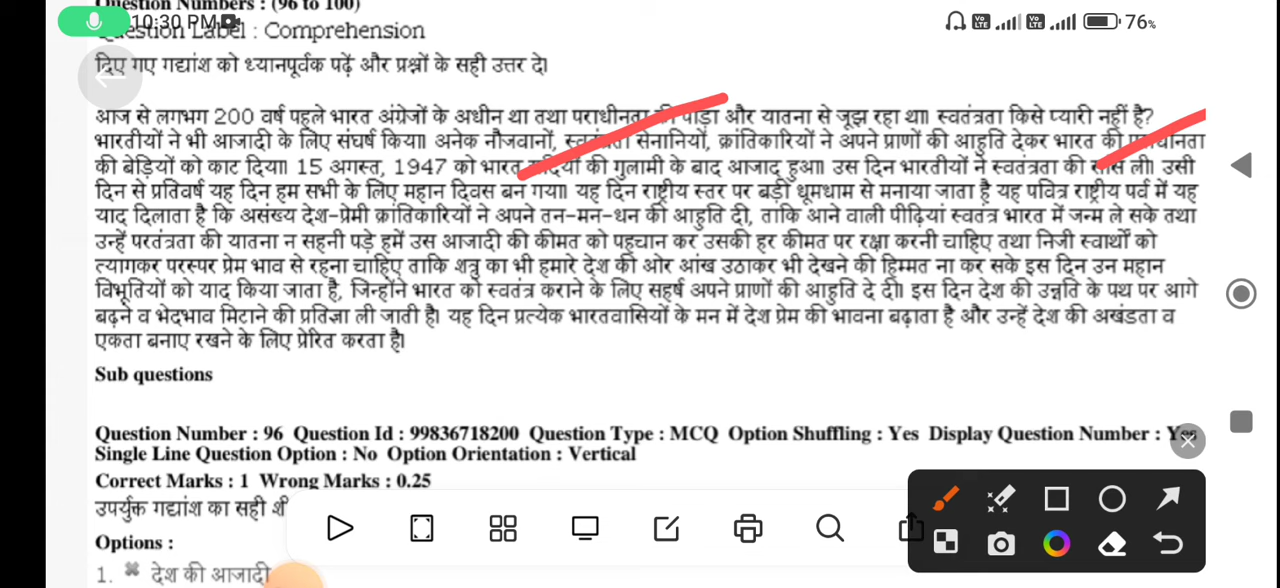 Question Numbers : (96 to 100)
10:30 PM
76%
Question Label : Comprehension
दिए गए गद्यांश को ध्यानपूर्वक पढ़ें और प्रश्नों के सही उत्तर दे।
आज से लगभग 200 वर्ष पहले भारत अंग्रेजों के अधीन था तथा पराधीनता की पीड़ा और यातना से जूझ रहा था। स्वतंत्रता किसे प्यारी नहीं है?
भारतीयों ने भी आजादी के लिए संघर्ष किया। अनेक नौजवानों, स्वतंत्रता सेनानियों, क्रांतिकारियों ने अपने प्राणों की आहुति देकर भारत की पराधीनता
की बेड़ियों को काट दिया। 15 अगस्त, 1947 को भारत सदियों की गुलामी के बाद आजाद हुआ। उस दिन भारतीयों ने स्वतंत्रता की सांस ली। उसी
दिन से प्रतिवर्ष यह दिन हम सभी के लिए महान दिवस बन गया। यह दिन राष्ट्रीय स्तर पर बड़ी धूमधाम से मनाया जाता है यह पवित्र राष्ट्रीय पर्व में यह
याद दिलाता है कि असंख्य देश-प्रेमी क्रांतिकारियों ने अपने तन-मन-धन की आहुति दी, ताकि आने वाली पीढ़ियां स्वतंत्र भारत में जन्म ले सके तथा
उन्हें परतंत्रता की यातना न सहनी पड़े हमें उस आजादी की कीमत को पहचान कर उसकी हर कीमत पर रक्षा करनी चाहिए तथा निजी स्वार्थों को
त्यागकर परस्पर प्रेम भाव से रहना चाहिए ताकि शत्रु का भी हमारे देश की ओर आंख उठाकर भी देखने की हिम्मत ना कर सके इस दिन उन महान
विभूतियों को याद किया जाता है, जिन्होंने भारत को स्वतंत्र कराने के लिए सहर्ष अपने प्राणों की आहुति दे दी। इस दिन देश की उन्नति के पथ पर आगे
बढ़ने व भेदभाव मिटाने की प्रतिज्ञा ली जाती है। यह दिन प्रत्येक भारतवासियों के मन में देश प्रेम की भावना बढ़ाता है और उन्हें देश की अखंडता व
एकता बनाए रखने के लिए प्रेरित करता है।
Sub questions
Question Number : 96 Question Id : 99836718200 Question Type : MCQ Option Shuffling : Yes Display Question Number : Yes
Single Line Question Option : No Option Orientation : Vertical
Correct Marks : 1 Wrong Marks : 0.25
उपर्युक्त गद्यांश का सही
Options :
1. देश की आजादी